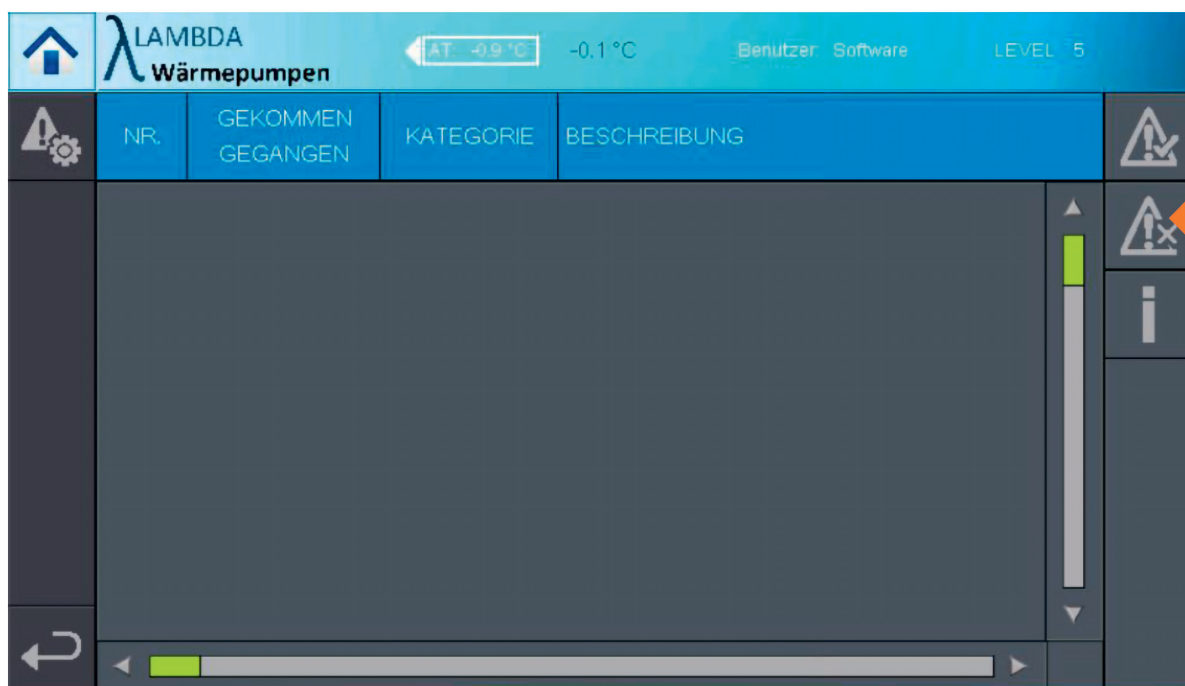 λ LAMBDA
Wärmepumpen
AT: -0.9 °C
-0.1 °C
Benutzer: Software
LEVEL 5
NR.
GEKOMMEN
GEGANGEN
KATEGORIE
BESCHREIBUNG